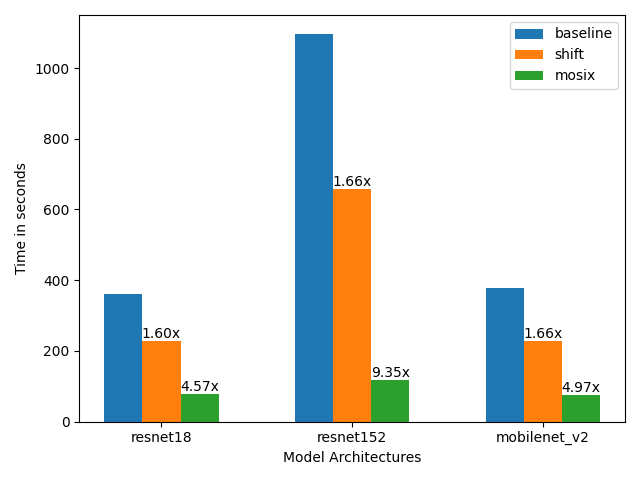 baseline
shift
mosix
1000
800
600
400
200
0
Time in seconds
1.60x
4.57x
1.66x
9.35x
1.66x
4.97x
resnet18
resnet152
mobilenet_v2
Model Architectures